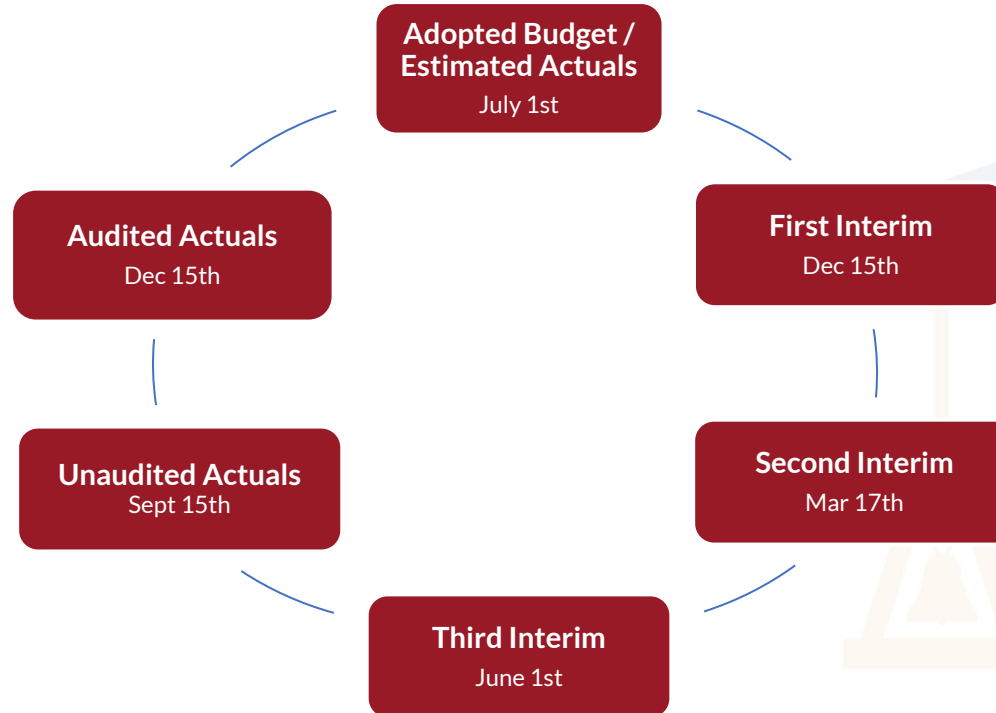 Adopted Budget /
Estimated Actuals
July 1st
First Interim
Dec 15th
Second Interim
Mar 17th
Third Interim
June 1st
Unaudited Actuals
Sept 15th
Audited Actuals
Dec 15th